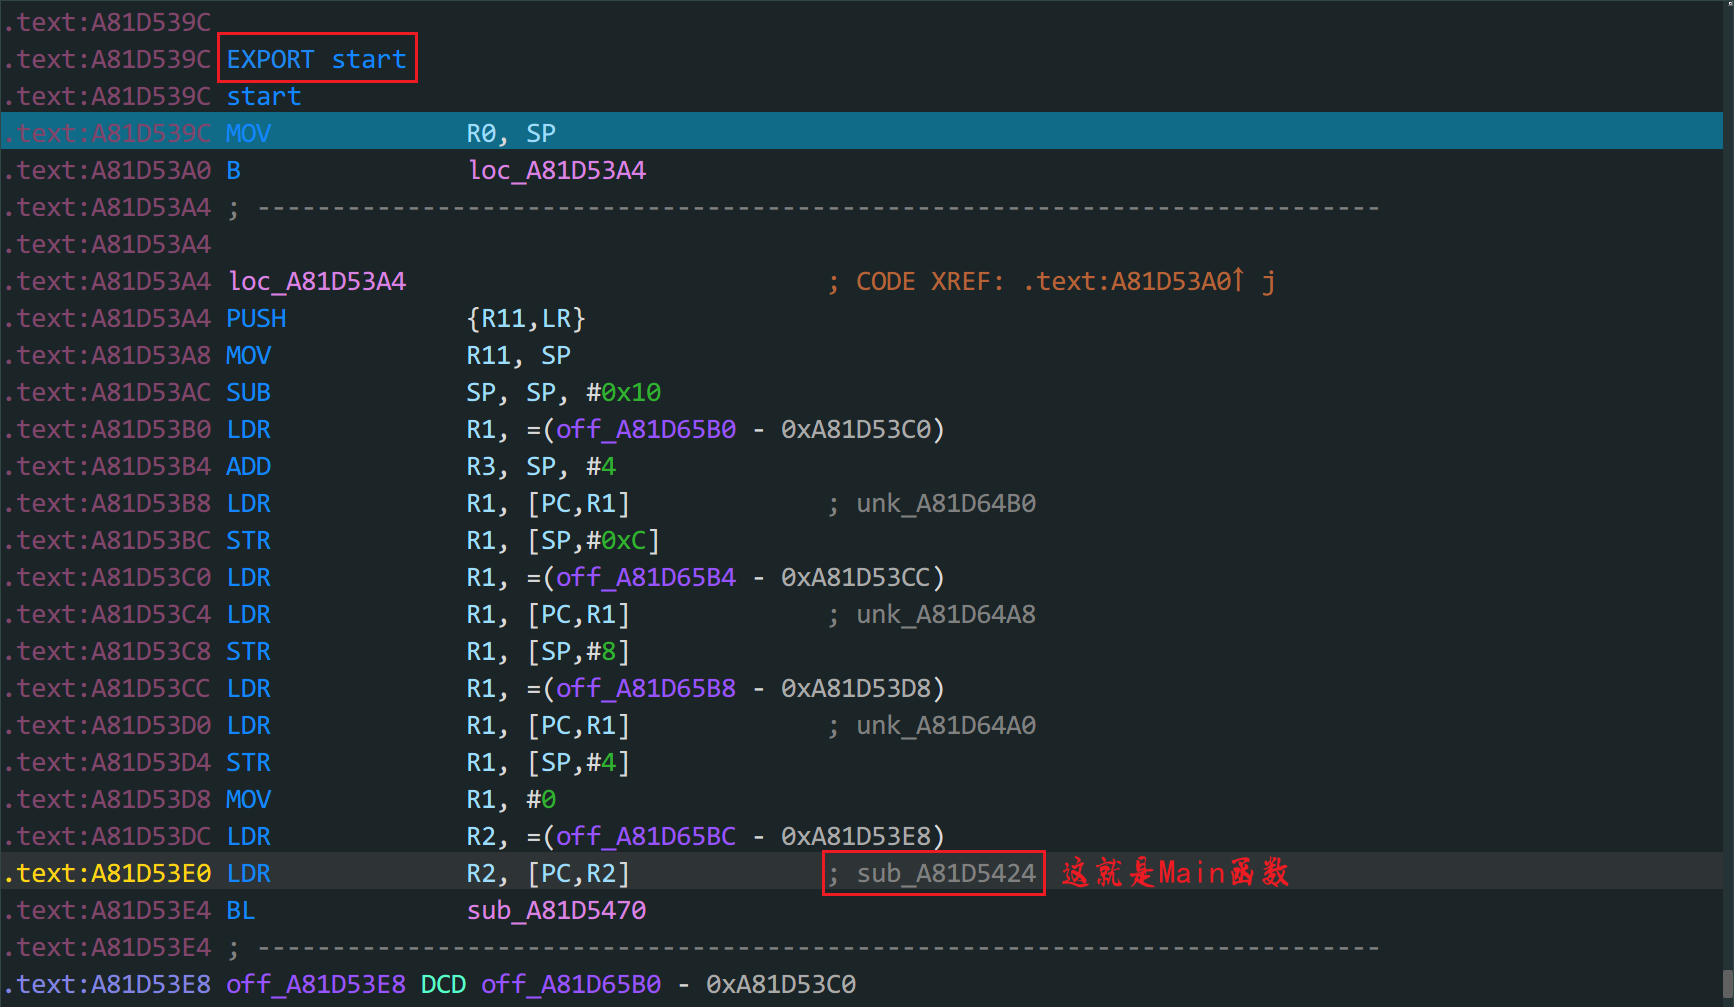 .text:A81D539C
.text:A81D539C EXPORT start
.text:A81D539C start
.text:A81D539C MOV R0, SP
.text:A81D53A0 B loc_A81D53A4
.text:A81D53A4 ; ---------------------------------------------------------------------------
.text:A81D53A4
.text:A81D53A4 loc_A81D53A4 ; CODE XREF: .text:A81D53A0↑j
.text:A81D53A4 PUSH {R11,LR}
.text:A81D53A8 MOV R11, SP
.text:A81D53AC SUB SP, SP, #0x10
.text:A81D53B0 LDR R1, =(off_A81D65B0 - 0xA81D53C0)
.text:A81D53B4 ADD R3, SP, #4
.text:A81D53B8 LDR R1, [PC,R1] ; unk_A81D64B0
.text:A81D53BC STR R1, [SP,#0xC]
.text:A81D53C0 LDR R1, =(off_A81D65B4 - 0xA81D53CC)
.text:A81D53C4 LDR R1, [PC,R1] ; unk_A81D64A8
.text:A81D53C8 STR R1, [SP,#8]
.text:A81D53CC LDR R1, =(off_A81D65B8 - 0xA81D53D8)
.text:A81D53D0 LDR R1, [PC,R1] ; unk_A81D64A0
.text:A81D53D4 STR R1, [SP,#4]
.text:A81D53D8 MOV R1, #0
.text:A81D53DC LDR R2, =(off_A81D65BC - 0xA81D53E8)
.text:A81D53E0 LDR R2, [PC,R2] ; sub_A81D5424 这就是Main函数
.text:A81D53E4 BL sub_A81D5470
.text:A81D53E4 ; ---------------------------------------------------------------------------
.text:A81D53E8 off_A81D53E8 DCD off_A81D65B0 - 0xA81D53C0